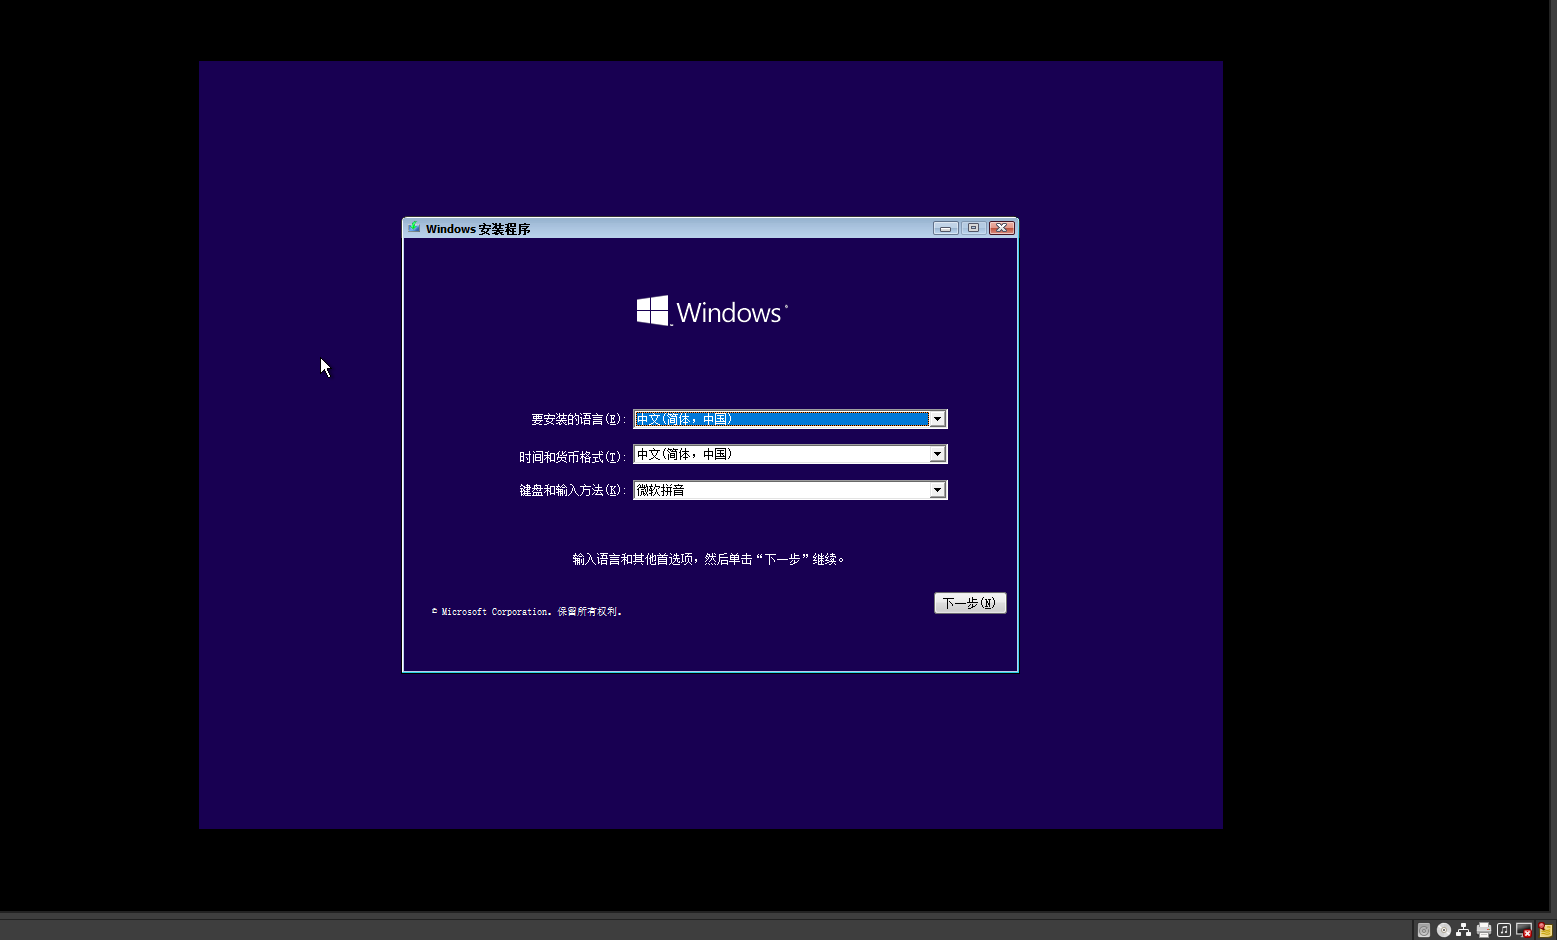 Windows 安装程序
Windows
要安装的语言(E): 中文(简体，中国)
时间和货币格式(T): 中文(简体，中国)
键盘和输入方法(K): 微软拼音
输入语言和其他首选项，然后单击“下一步”继续。
下一步(N)
© Microsoft Corporation. 保留所有权利。